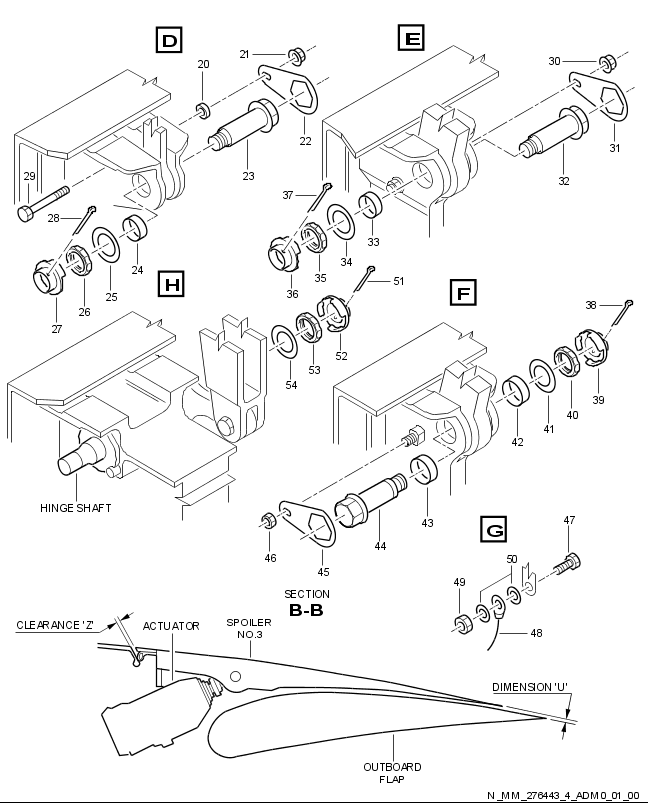 D
E
20
21
22
23
29
28
24
25
26
27
30
31
32
37
33
34
35
36
H
F
51
52
53
54
38
39
40
41
42
HINGE SHAFT
43
44
45
46
G
47
50
49
48
SECTION
B-B
CLEARANCE 'Z'
ACTUATOR
SPOILER
NO.3
DIMENSION 'U'
OUTBOARD
FLAP
N_MM_276443_4_ADM0_01_00